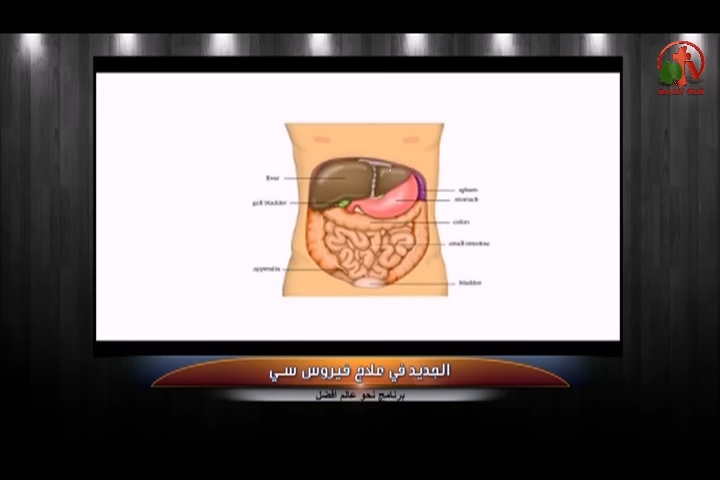 liver
spleen
stomach
gall bladder
colon
small intestine
appendix
bladder
الجديد في علاج فيروس سي
برنامج نحو عالم أفضل